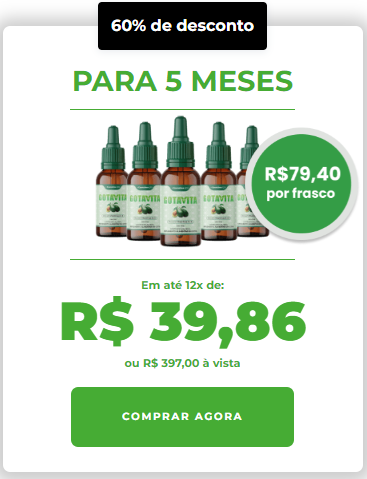 60% de desconto
PARA 5 MESES
GOTAVITA
R$79,40
por frasco
Em até 12x de:
R$ 39,86
ou R$ 397,00 à vista
COMPRAR AGORA